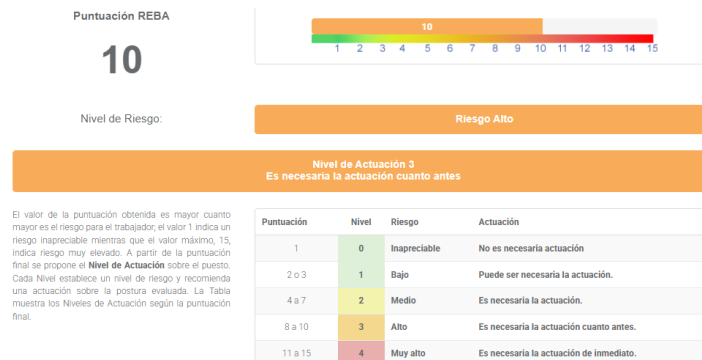 Puntuación REBA
10
10
1 2 3 4 5 6 7 8 9 10 11 12 13 14 15
Nivel de Riesgo:
Riesgo Alto
Nivel de Actuación 3
Es necesaria la actuación cuanto antes
El valor de la puntuación obtenida es mayor cuanto
mayor es el riesgo para el trabajador; el valor 1 indica un
riesgo inapreciable mientras que el valor máximo, 15,
indica riesgo muy elevado. A partir de la puntuación
final se propone el Nivel de Actuación sobre el puesto.
Cada Nivel establece un nivel de riesgo y recomienda
una actuación sobre la postura evaluada. La Tabla
muestra los Niveles de Actuación según la puntuación
final.
Puntuación Nivel Riesgo Actuación
1 0 Inapreciable No es necesaria actuación
2 o 3 1 Bajo Puede ser necesaria la actuación.
4 a 7 2 Medio Es necesaria la actuación.
8 a 10 3 Alto Es necesaria la actuación cuanto antes.
11 a 15 4 Muy alto Es necesaria la actuación de inmediato.